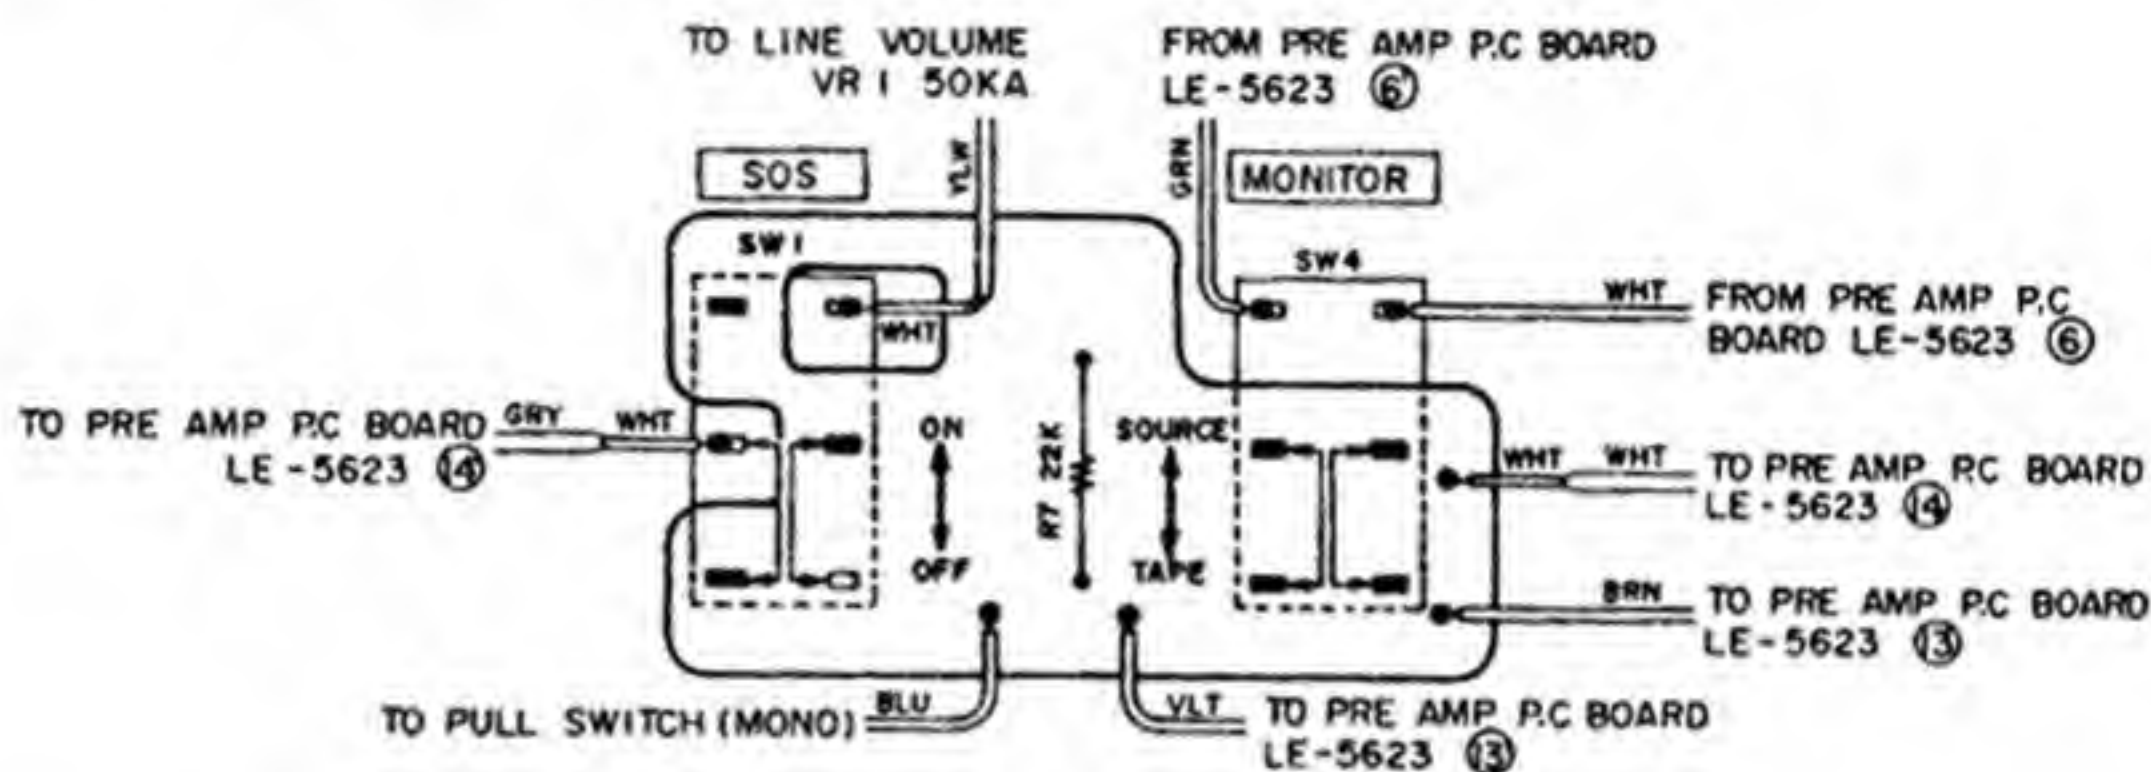 TO LINE VOLUME
VR 1 50KA
FROM PRE AMP P.C BOARD
LE-5623 ⑥'
SOS
YLW
GRN
MONITOR
SW1
SW4
WHT
WHT
FROM PRE AMP P.C
BOARD LE-5623 ⑥
TO PRE AMP P.C BOARD
LE-5623 ⑭
GRY
WHT
ON
OFF
R7 22K
W
SOURCE
TAPE
WHT
WHT
TO PRE AMP P.C BOARD
LE-5623 ⑭
BRN
TO PRE AMP P.C BOARD
LE-5623 ⑬
TO PULL SWITCH (MONO)
BLU
VLT
TO PRE AMP P.C BOARD
LE-5623 ⑬